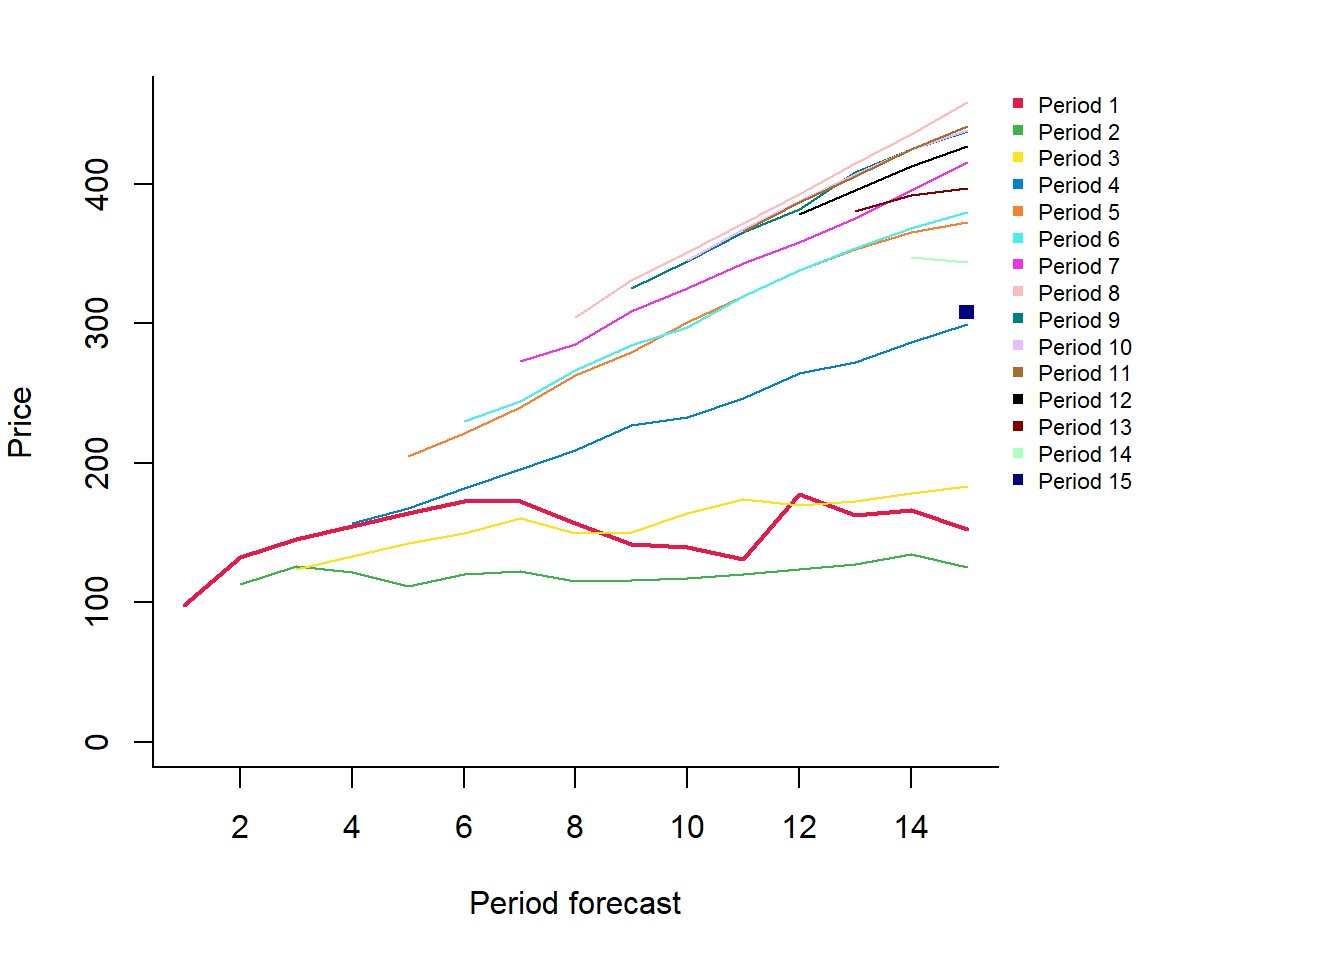 Price
400
300
200
100
0
2 4 6 8 10 12 14
Period forecast
Period 1
Period 2
Period 3
Period 4
Period 5
Period 6
Period 7
Period 8
Period 9
Period 10
Period 11
Period 12
Period 13
Period 14
Period 15